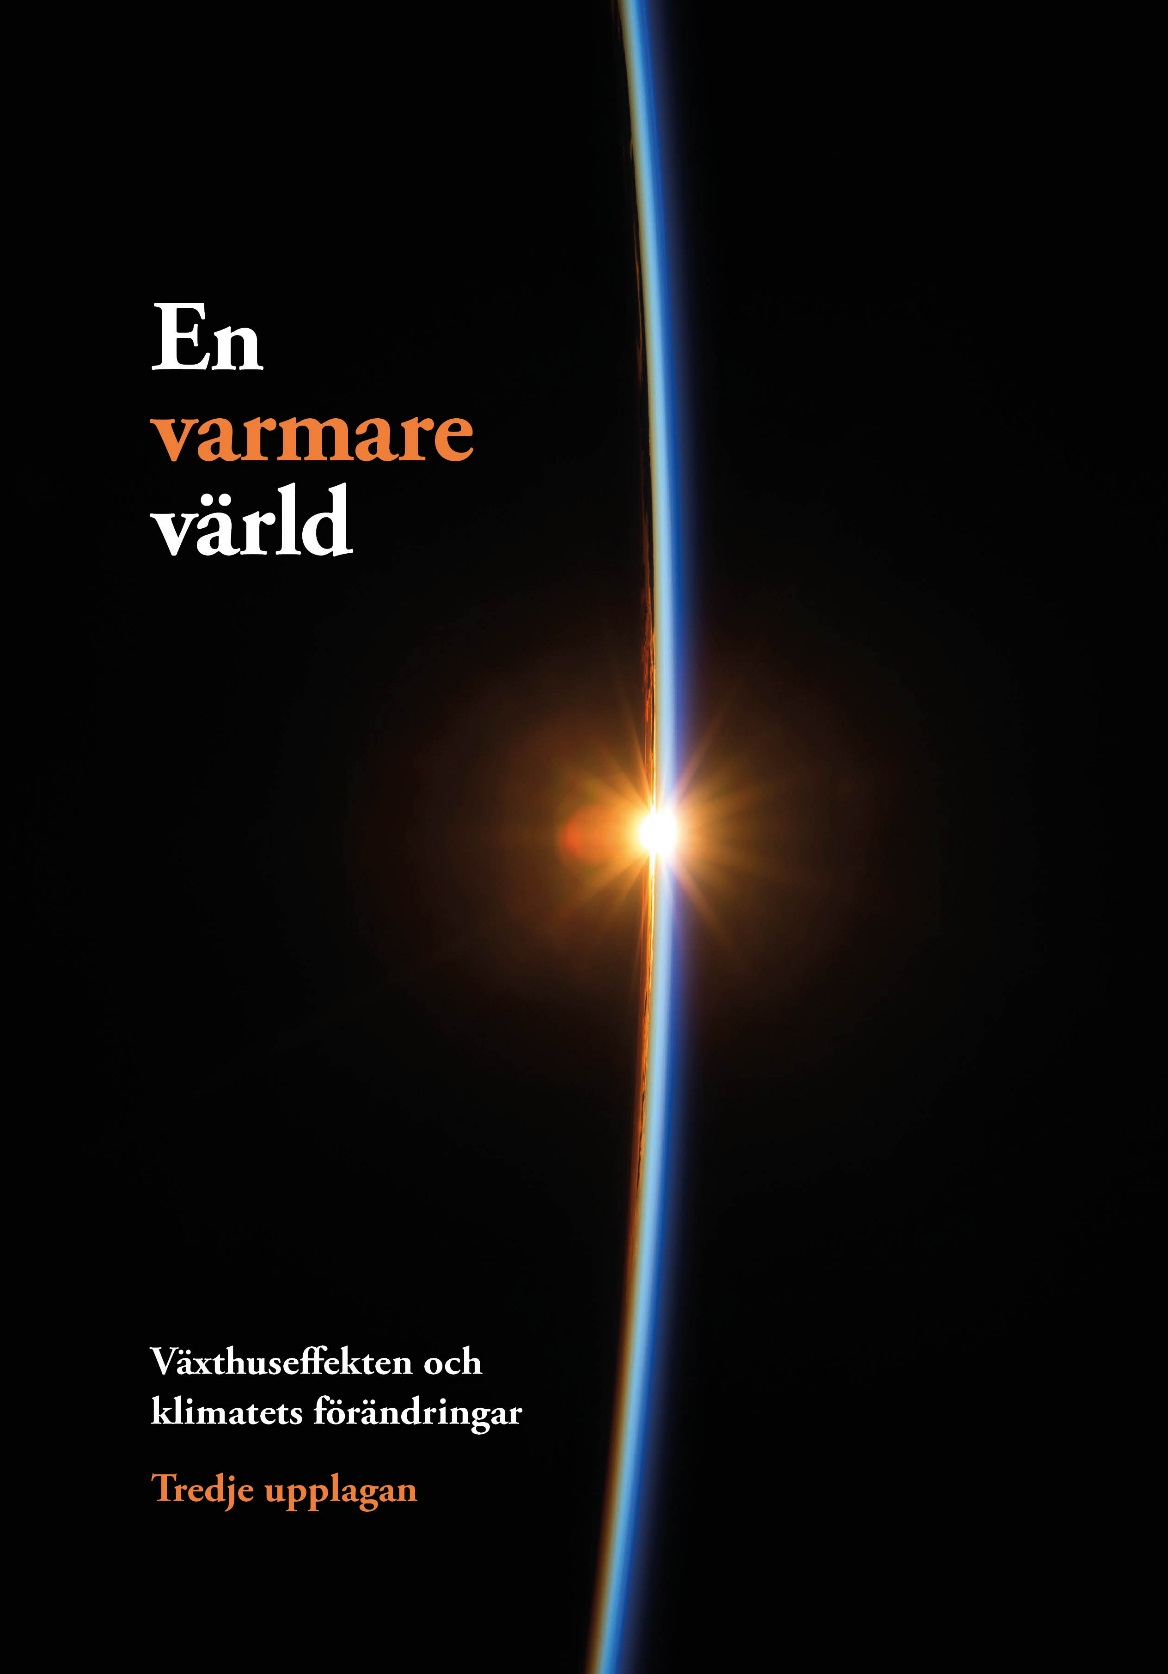 En
varmare
värld
Växthuseffekten och
klimatets förändringar
Tredje upplagan